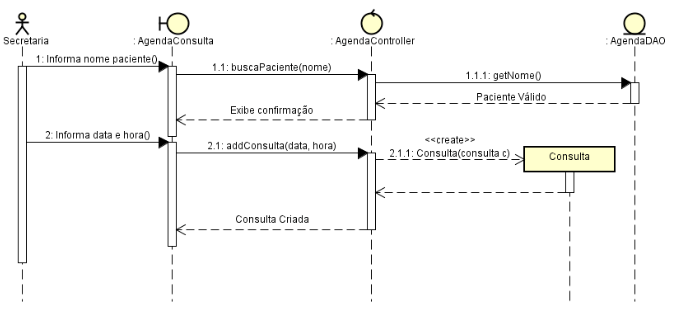 Secretaria
: AgendaConsulta
: AgendaController
: AgendaDAO
1: Informa nome paciente()
1.1: buscaPaciente(nome)
1.1.1: getNome()
Paciente Válido
Exibe confirmação
2: Informa data e hora()
2.1: addConsulta(data, hora)
<<create>>
2.1.1: Consulta(consulta c)
Consulta
Consulta Criada